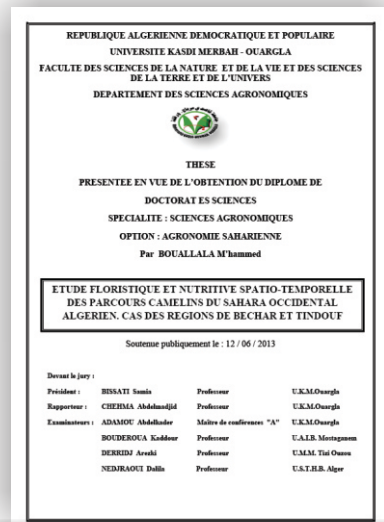 REPUBLIQUE ALGERIENNE DEMOCRATIQUE ET POPULAIRE
UNIVERSITE KASDI MERBAH - OUARGLA
FACULTE DES SCIENCES DE LA NATURE ET DE LA VIE ET DES SCIENCES
DE LA TERRE ET DE L'UNIVERS
DEPARTEMENT DES SCIENCES AGRONOMIQUES
THESE
PRESENTEE EN VUE DE L'OBTENTION DU DIPLOME DE
DOCTORAT ES SCIENCES
SPECIALITE : SCIENCES AGRONOMIQUES
OPTION : AGRONOMIE SAHARIENNE
Par BOUALLALA M'hammed
ETUDE FLORISTIQUE ET NUTRITIVE SPATIO-TEMPORELLE
DES PARCOURS CAMELINS DU SAHARA OCCIDENTAL
ALGERIEN. CAS DES REGIONS DE BECHAR ET TINDOUF
Soutenue publiquement le : 12 / 06 / 2013
Devant le jury :
Président : BISSATI Samia Professeur U.K.M.Ouargla
Rapporteur : CHEHMA Abdelmadjid Professeur U.K.M.Ouargla
Examinateurs : ADAMOU Abdelkader Maître de conférences "A" U.K.M.Ouargla
BOUDEROUA Kaddour Professeur U.A.I.B. Mostaganem
DERRIDJ Arezki Professeur U.M.M. Tizi Ouzou
NEDJRAOUI Dalila Professeur U.S.T.H.B. Alger